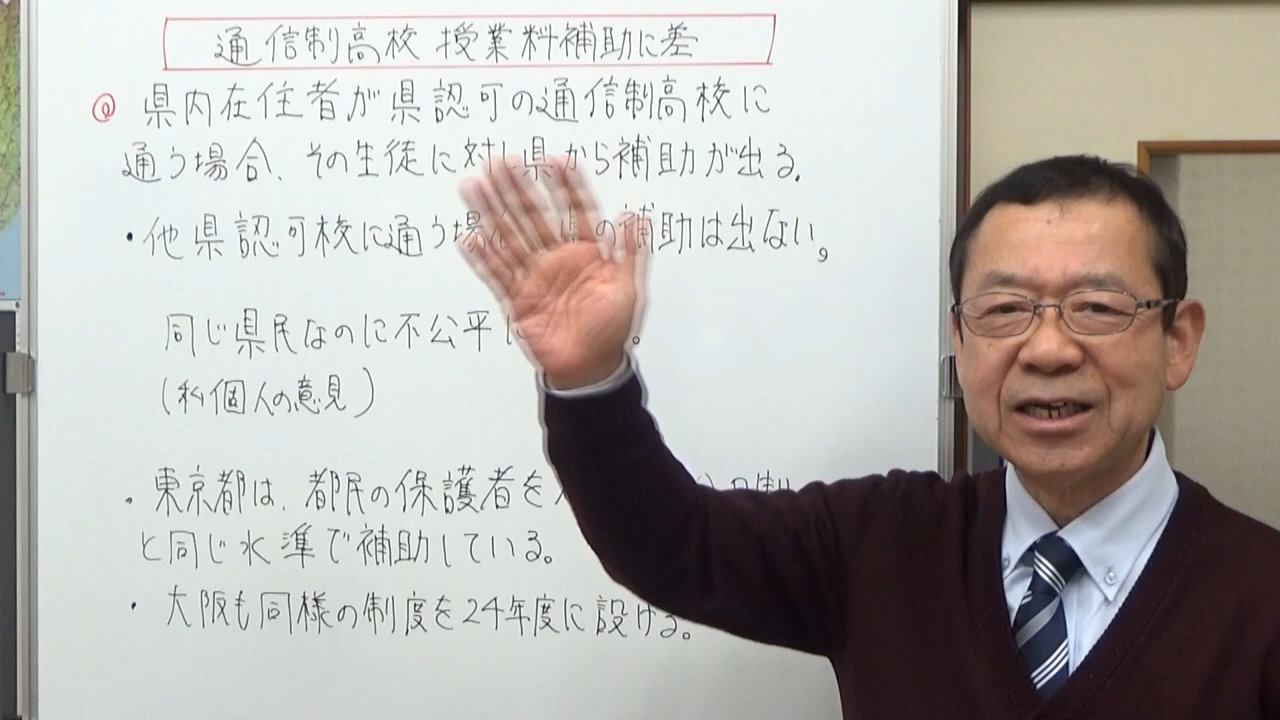 通信制高校 授業料補助に差
◎ 県内在住者が県認可の通信制高校に
通う場合、その生徒に対し県から補助が出る。
・他県認可校に通う場 県の補助は出ない。
同じ県民なのに不公平に 。
(私個人の意見)
・東京都は、都民の保護者を
と同じ水準で補助している。
・大阪も同様の制度を24年度に設ける。